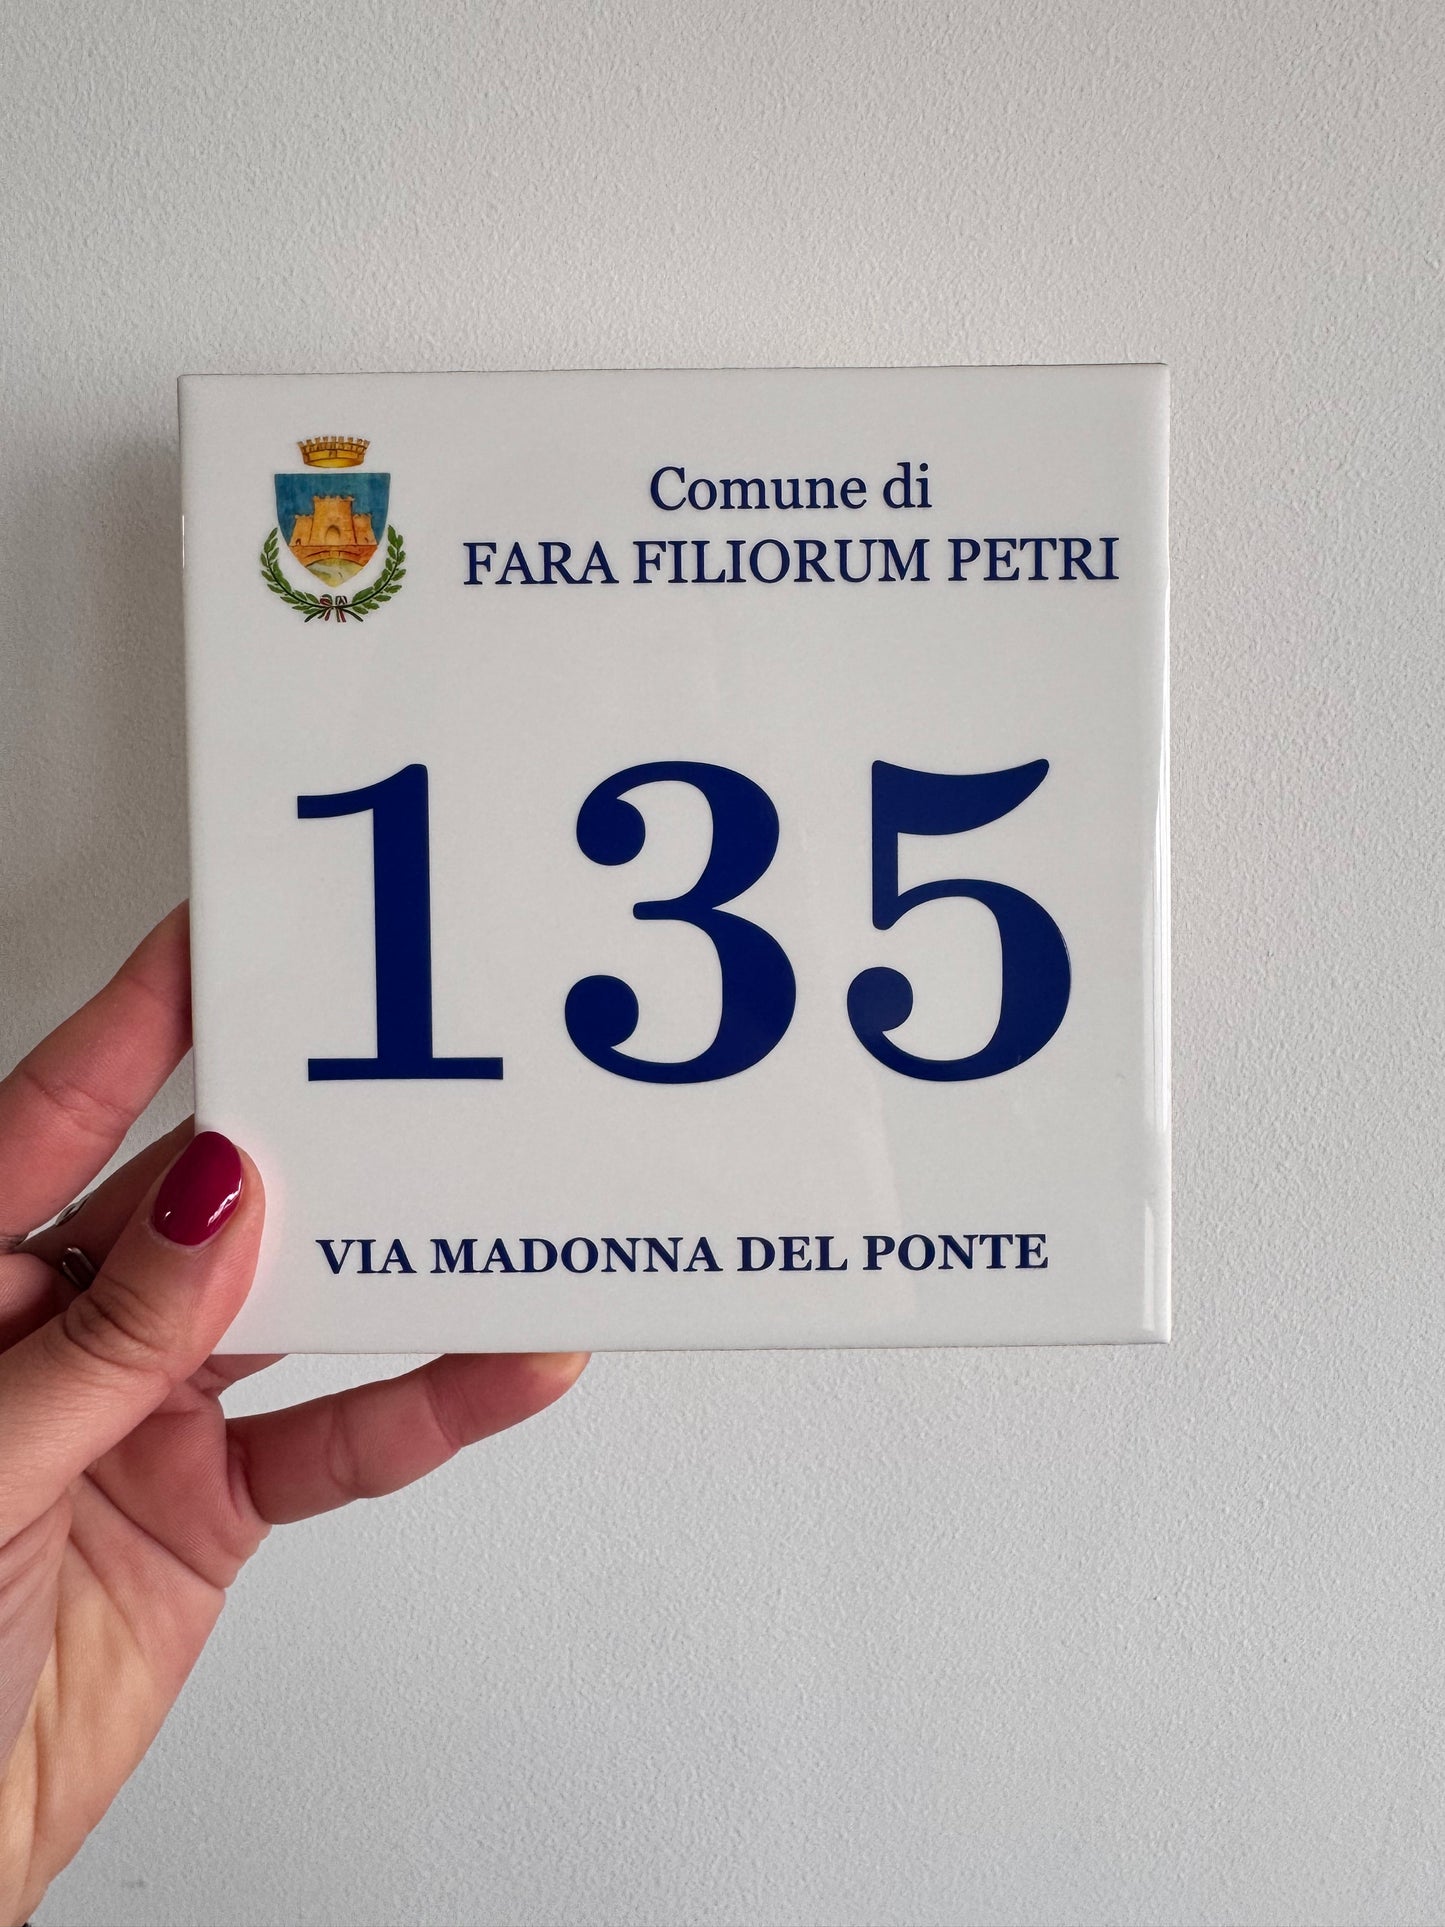 Comune di
FARA FILIORUM PETRI
135
VIA MADONNA DEL PONTE